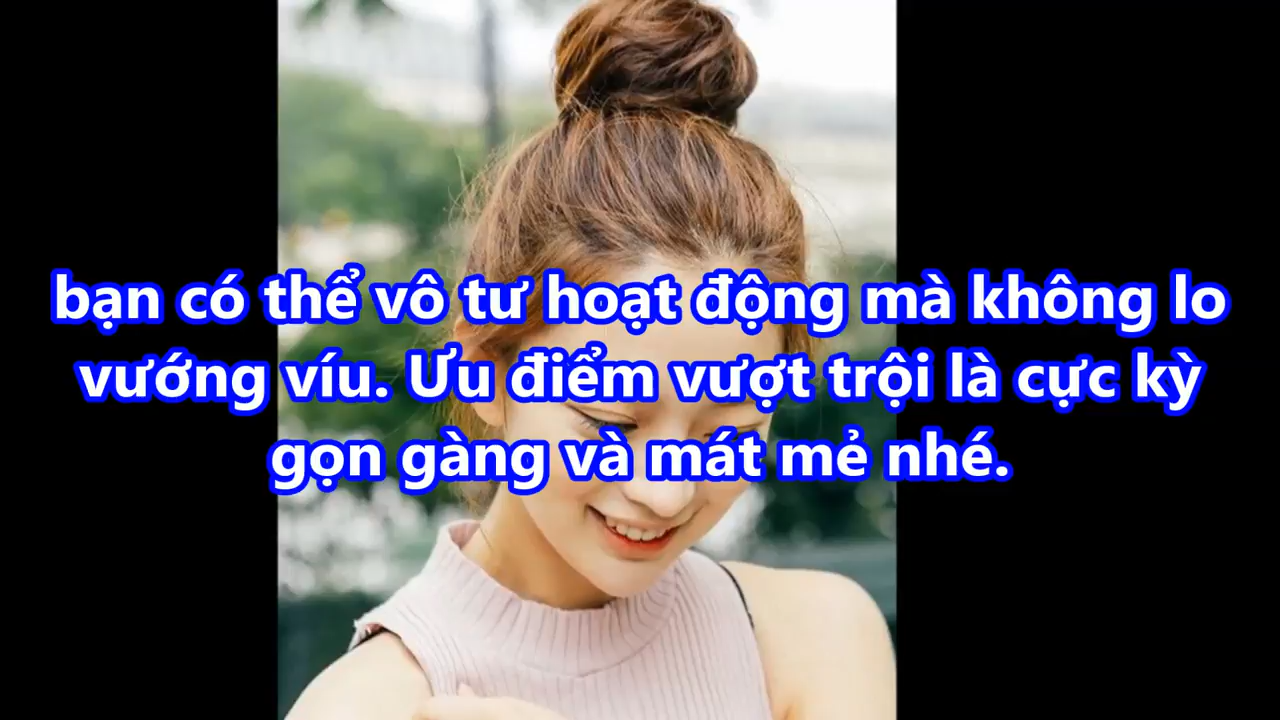 bạn có thể vô tư hoạt động mà không lo
vướng víu. Ưu điểm vượt trội là cực kỳ
gọn gàng và mát mẻ nhé.